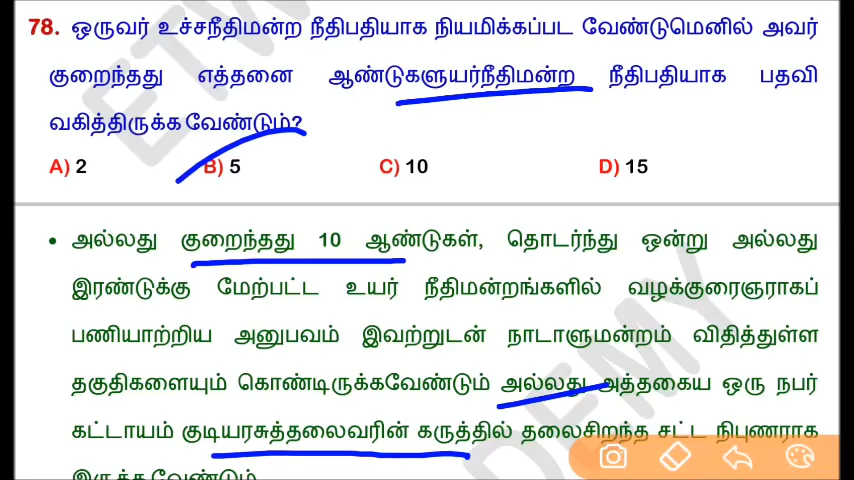 78. ஒருவர் உச்சநீதிமன்ற நீதிபதியாக நியமிக்கப்பட வேண்டுமெனில் அவர்
குறைந்தது எத்தனை ஆண்டுகளுயர்நீதிமன்ற நீதிபதியாக பதவி
வகித்திருக்க வேண்டும்?
A) 2 B) 5 C) 10 D) 15
• அல்லது குறைந்தது 10 ஆண்டுகள், தொடர்ந்து ஒன்று அல்லது
இரண்டுக்கு மேற்பட்ட உயர் நீதிமன்றங்களில் வழக்குரைஞராகப்
பணியாற்றிய அனுபவம் இவற்றுடன் நாடாளுமன்றம் விதித்துள்ள
தகுதிகளையும் கொண்டிருக்கவேண்டும் அல்லது அத்தகைய ஒரு நபர்
கட்டாயம் குடியரசுத்தலைவரின் கருத்தில் தலைசிறந்த சட்ட நிபுணராக
இருக்க வேண்டும்